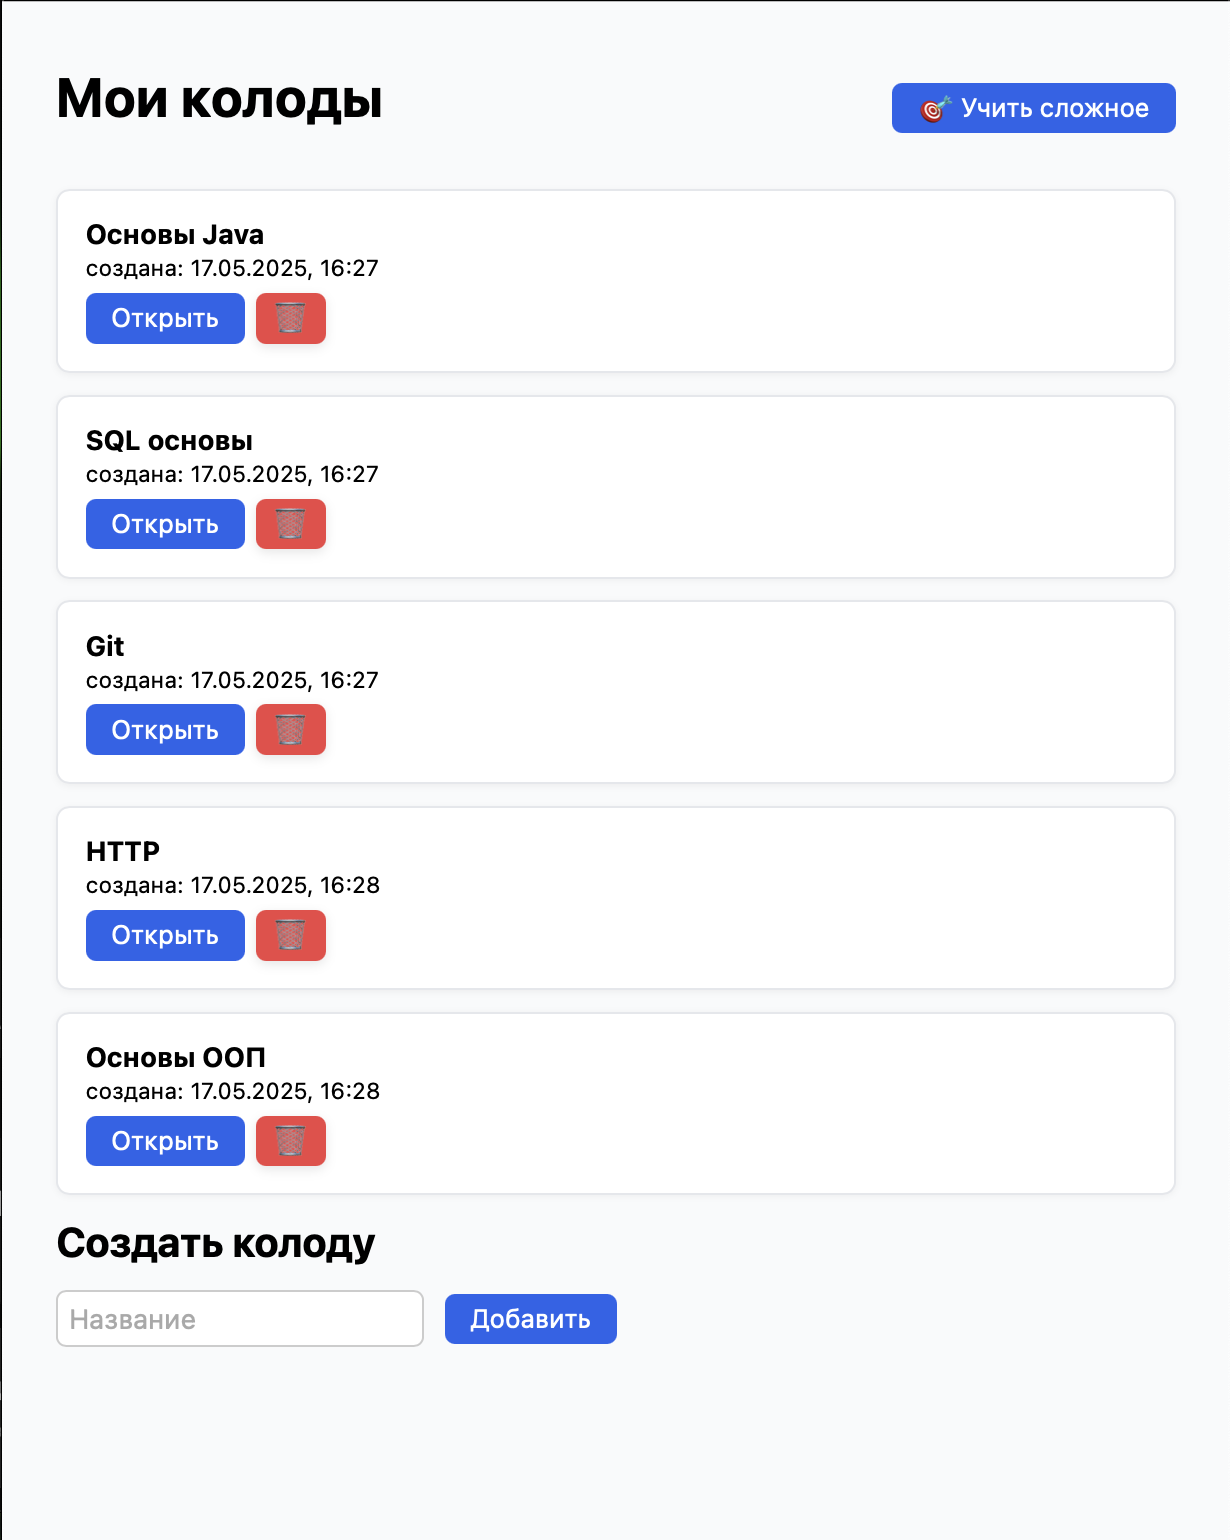 Мои колоды
🎯 Учить сложное
Основы Java
создана: 17.05.2025, 16:27
Открыть
SQL основы
создана: 17.05.2025, 16:27
Открыть
Git
создана: 17.05.2025, 16:27
Открыть
HTTP
создана: 17.05.2025, 16:28
Открыть
Основы ООП
создана: 17.05.2025, 16:28
Открыть
Создать колоду
Название
Добавить